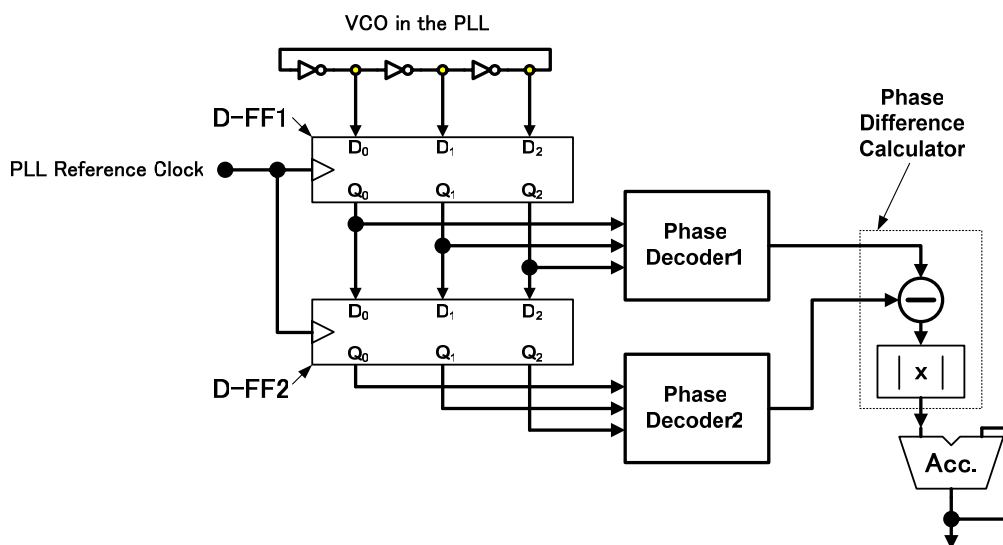 VCO in the PLL
D-FF1
PLL Reference Clock
D₀ D₁ D₂
Q₀ Q₁ Q₂
Phase
Decoder1
Phase
Difference
Calculator
D₀ D₁ D₂
Q₀ Q₁ Q₂
D-FF2
Phase
Decoder2
| x |
Acc.